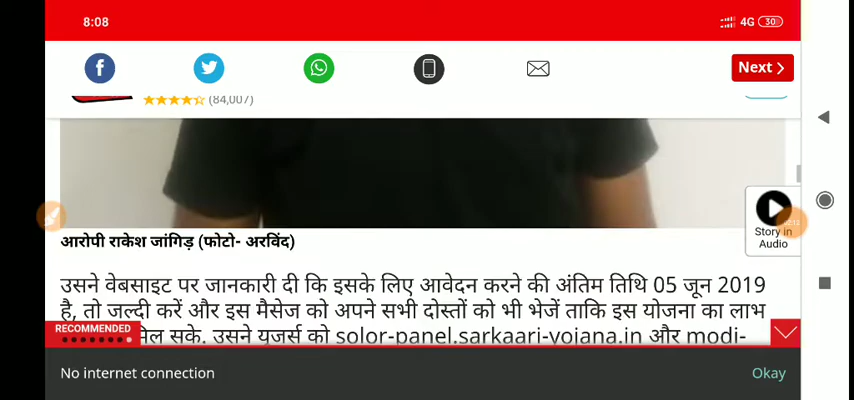 8:08
4G 30
Next
(84,007)
Story in
Audio
आरोपी राकेश जांगिड़ (फोटो- अरविंद)
उसने वेबसाइट पर जानकारी दी कि इसके लिए आवेदन करने की अंतिम तिथि 05 जून 2019
है, तो जल्दी करें और इस मैसेज को अपने सभी दोस्तों को भी भेजें ताकि इस योजना का लाभ
RECOMMENDED
मिल सके. उसने यूजर्स को solor-panel.sarkaari-yojana.in और modi-
No internet connection
Okay